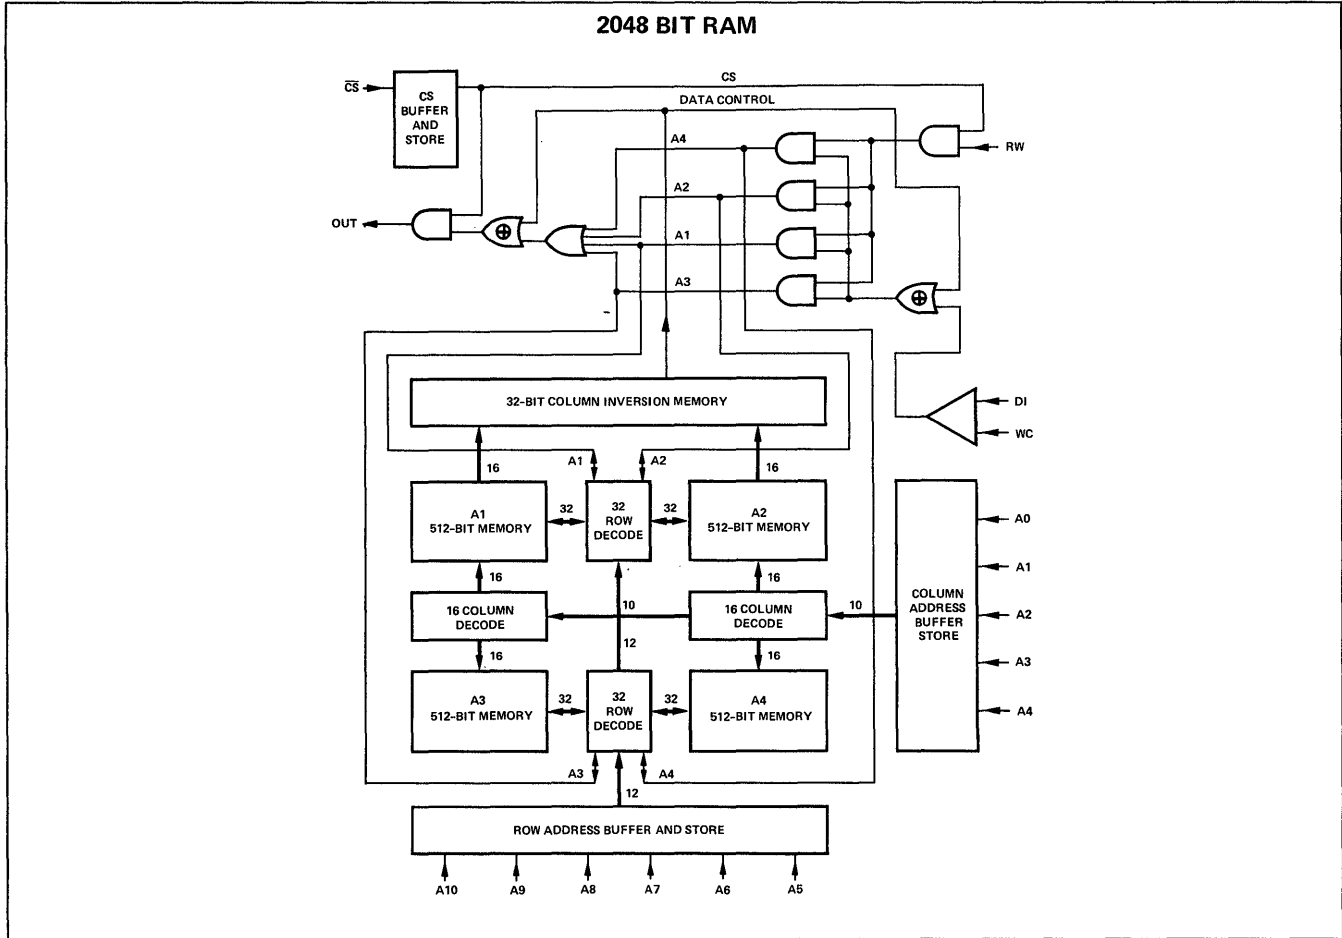 2048 BIT RAM
CS
CS
BUFFER
AND
STORE
CS
DATA CONTROL
A4
RW
A2
OUT
A1
A3
32-BIT COLUMN INVERSION MEMORY
DI
WC
16
A1
A2
16
A1
512-BIT MEMORY
32
32
ROW
DECODE
32
A2
512-BIT MEMORY
A0
A1
16
16
16 COLUMN
DECODE
10
16 COLUMN
DECODE
10
COLUMN
ADDRESS
BUFFER
STORE
A2
12
16
16
A3
A3
512-BIT MEMORY
32
32
ROW
DECODE
32
A4
512-BIT MEMORY
A4
A3
A4
12
ROW ADDRESS BUFFER AND STORE
A10
A9
A8
A7
A6
A5